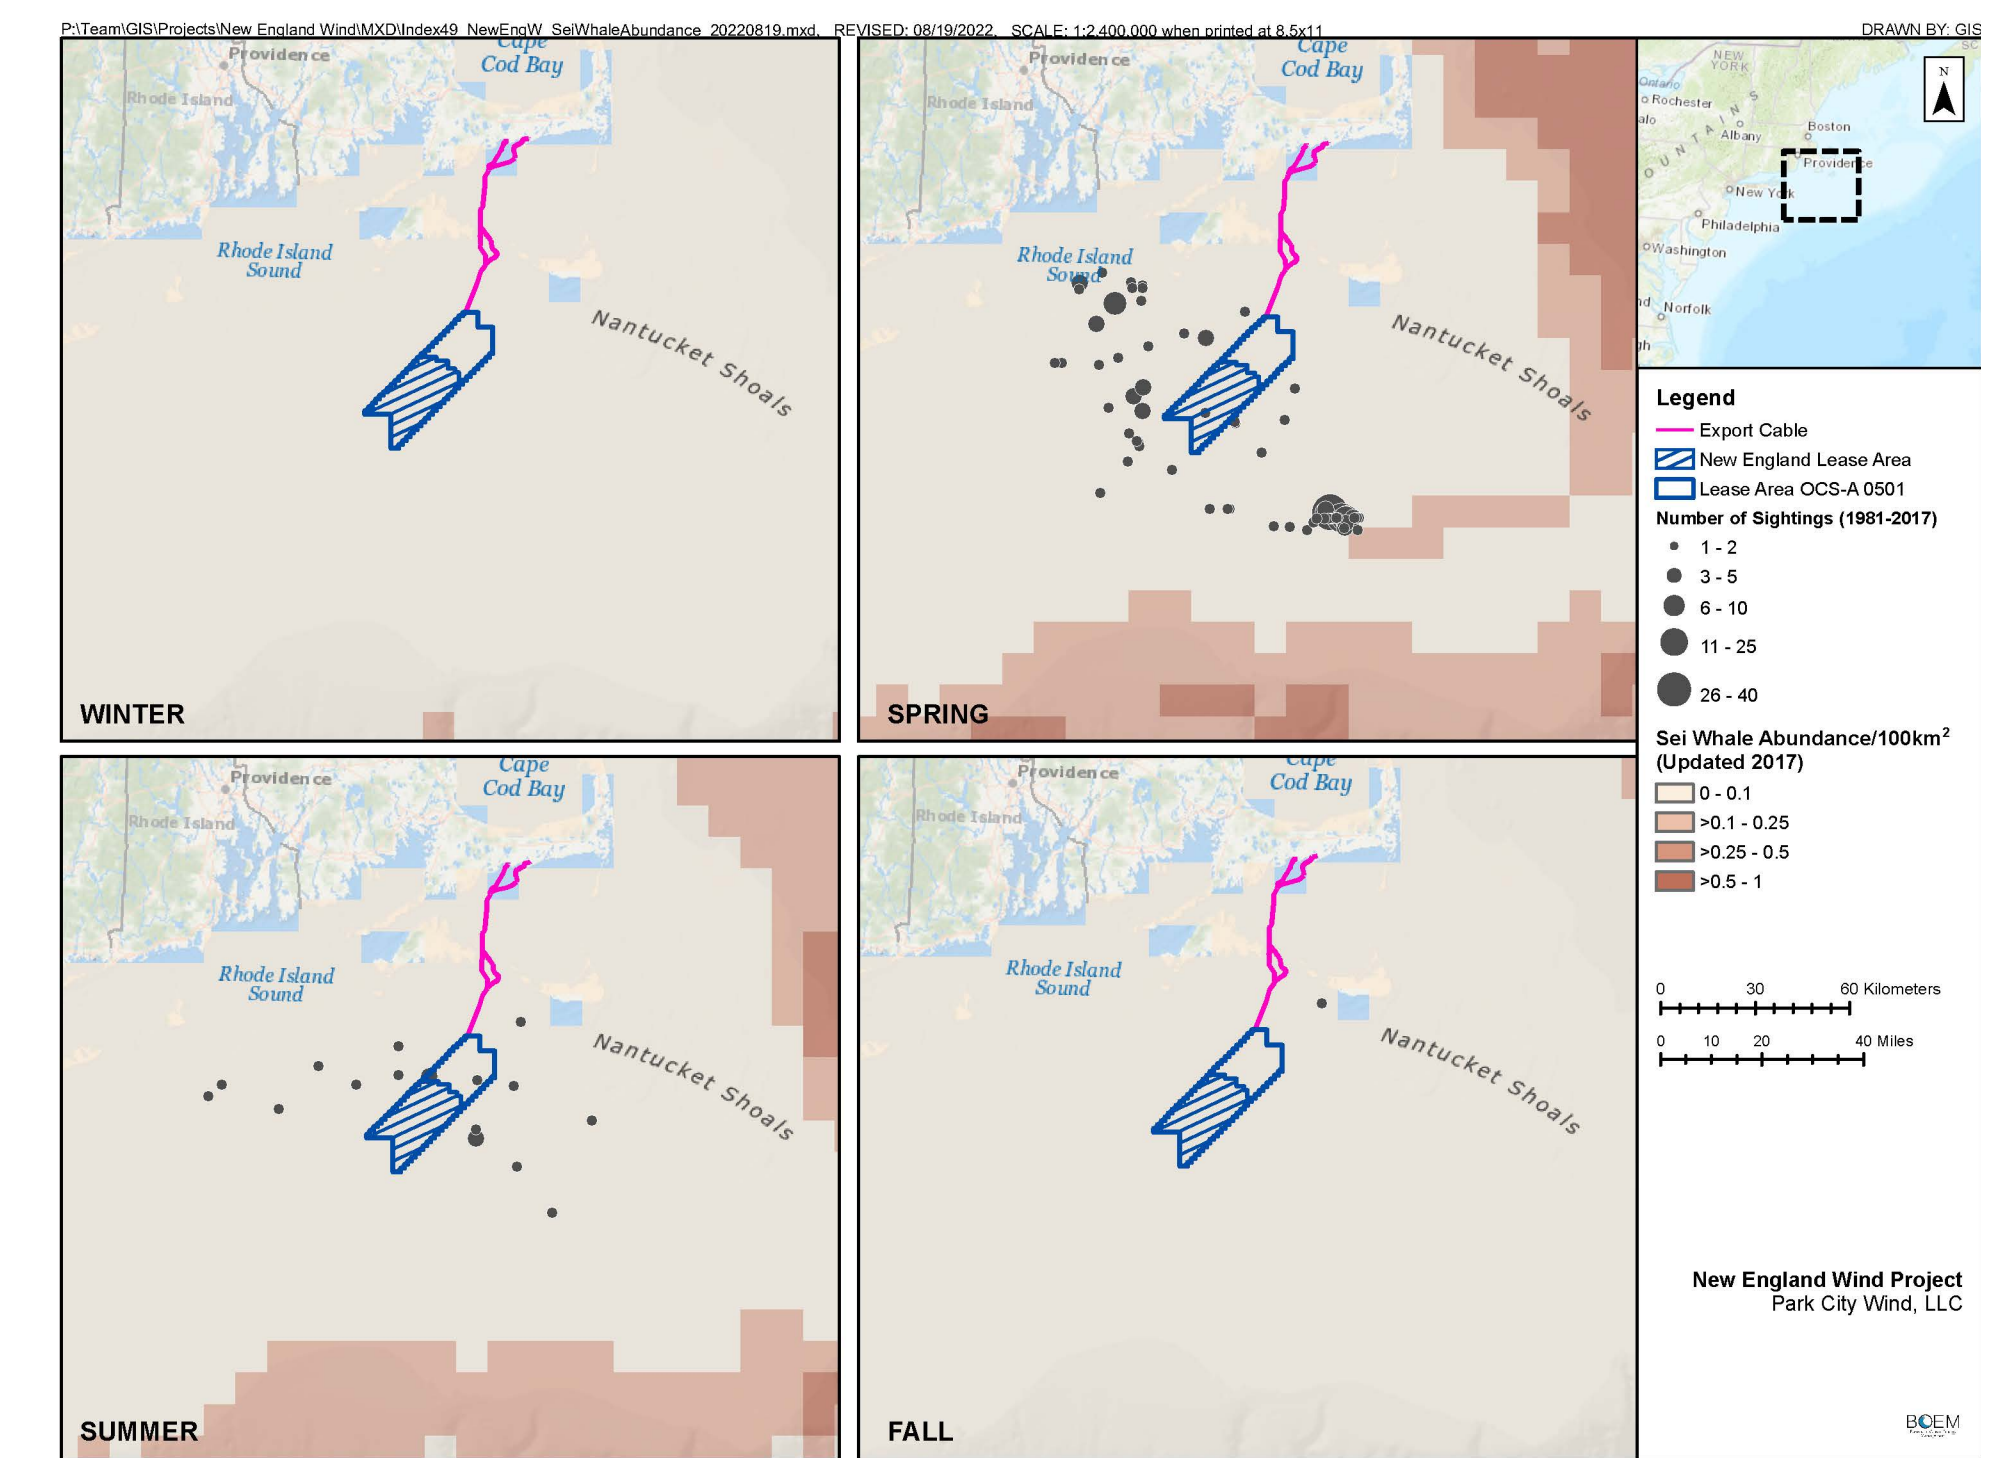 P:\Team\GIS\Projects\New England Wind\MXD\Index49_NewEngW_SeiWhaleAbundance_20220819.mxd, REVISED: 08/19/2022, SCALE: 1:2,400,000 when printed at 8.5x11
DRAWN BY: GIS
Cape
Cod Bay
Providence
Rhode Island
Rhode Island
Sound
Nantucket Shoals
WINTER
Cape
Cod Bay
Providence
Rhode Island
Rhode Island
Sound
Nantucket Shoals
SPRING
Cape
Cod Bay
Providence
Rhode Island
Rhode Island
Sound
Nantucket Shoals
SUMMER
Cape
Cod Bay
Providence
Rhode Island
Rhode Island
Sound
Nantucket Shoals
FALL
SC
NEW
YORK
N
Ontario
Rochester
alo
Albany
Boston
OUNTAINS
Providence
New York
Philadelphia
Washington
nd
Norfolk
gh
Legend
Export Cable
New England Lease Area
Lease Area OCS-A 0501
Number of Sightings (1981-2017)
1 - 2
3 - 5
6 - 10
11 - 25
26 - 40
Sei Whale Abundance/100km²
(Updated 2017)
0 - 0.1
>0.1 - 0.25
>0.25 - 0.5
>0.5 - 1
0 30 60 Kilometers
0 10 20 40 Miles
New England Wind Project
Park City Wind, LLC
BOEM